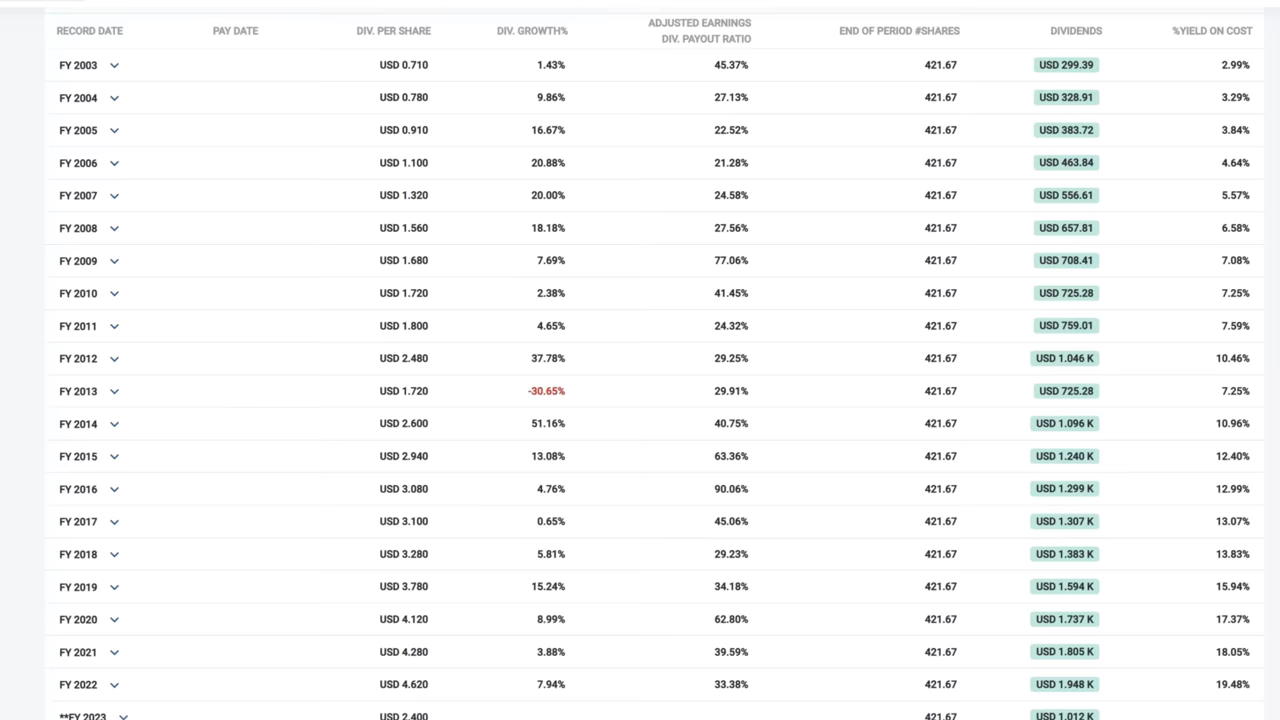 RECORD DATE PAY DATE DIV. PER SHARE DIV. GROWTH% ADJUSTED EARNINGS DIV. PAYOUT RATIO END OF PERIOD #SHARES DIVIDENDS %YIELD ON COST
FY 2003 USD 0.710 1.43% 45.37% 421.67 USD 299.39 2.99%
FY 2004 USD 0.780 9.86% 27.13% 421.67 USD 328.91 3.29%
FY 2005 USD 0.910 16.67% 22.52% 421.67 USD 383.72 3.84%
FY 2006 USD 1.100 20.88% 21.28% 421.67 USD 463.84 4.64%
FY 2007 USD 1.320 20.00% 24.58% 421.67 USD 556.61 5.57%
FY 2008 USD 1.560 18.18% 27.56% 421.67 USD 657.81 6.58%
FY 2009 USD 1.680 7.69% 77.06% 421.67 USD 708.41 7.08%
FY 2010 USD 1.720 2.38% 41.45% 421.67 USD 725.28 7.25%
FY 2011 USD 1.800 4.65% 24.32% 421.67 USD 759.01 7.59%
FY 2012 USD 2.480 37.78% 29.25% 421.67 USD 1.046 K 10.46%
FY 2013 USD 1.720 -30.65% 29.91% 421.67 USD 725.28 7.25%
FY 2014 USD 2.600 51.16% 40.75% 421.67 USD 1.096 K 10.96%
FY 2015 USD 2.940 13.08% 63.36% 421.67 USD 1.240 K 12.40%
FY 2016 USD 3.080 4.76% 90.06% 421.67 USD 1.299 K 12.99%
FY 2017 USD 3.100 0.65% 45.06% 421.67 USD 1.307 K 13.07%
FY 2018 USD 3.280 5.81% 29.23% 421.67 USD 1.383 K 13.83%
FY 2019 USD 3.780 15.24% 34.18% 421.67 USD 1.594 K 15.94%
FY 2020 USD 4.120 8.99% 62.80% 421.67 USD 1.737 K 17.37%
FY 2021 USD 4.280 3.88% 39.59% 421.67 USD 1.805 K 18.05%
FY 2022 USD 4.620 7.94% 33.38% 421.67 USD 1.948 K 19.48%
**FY 2023 USD 2.400 421.67 USD 1.012 K